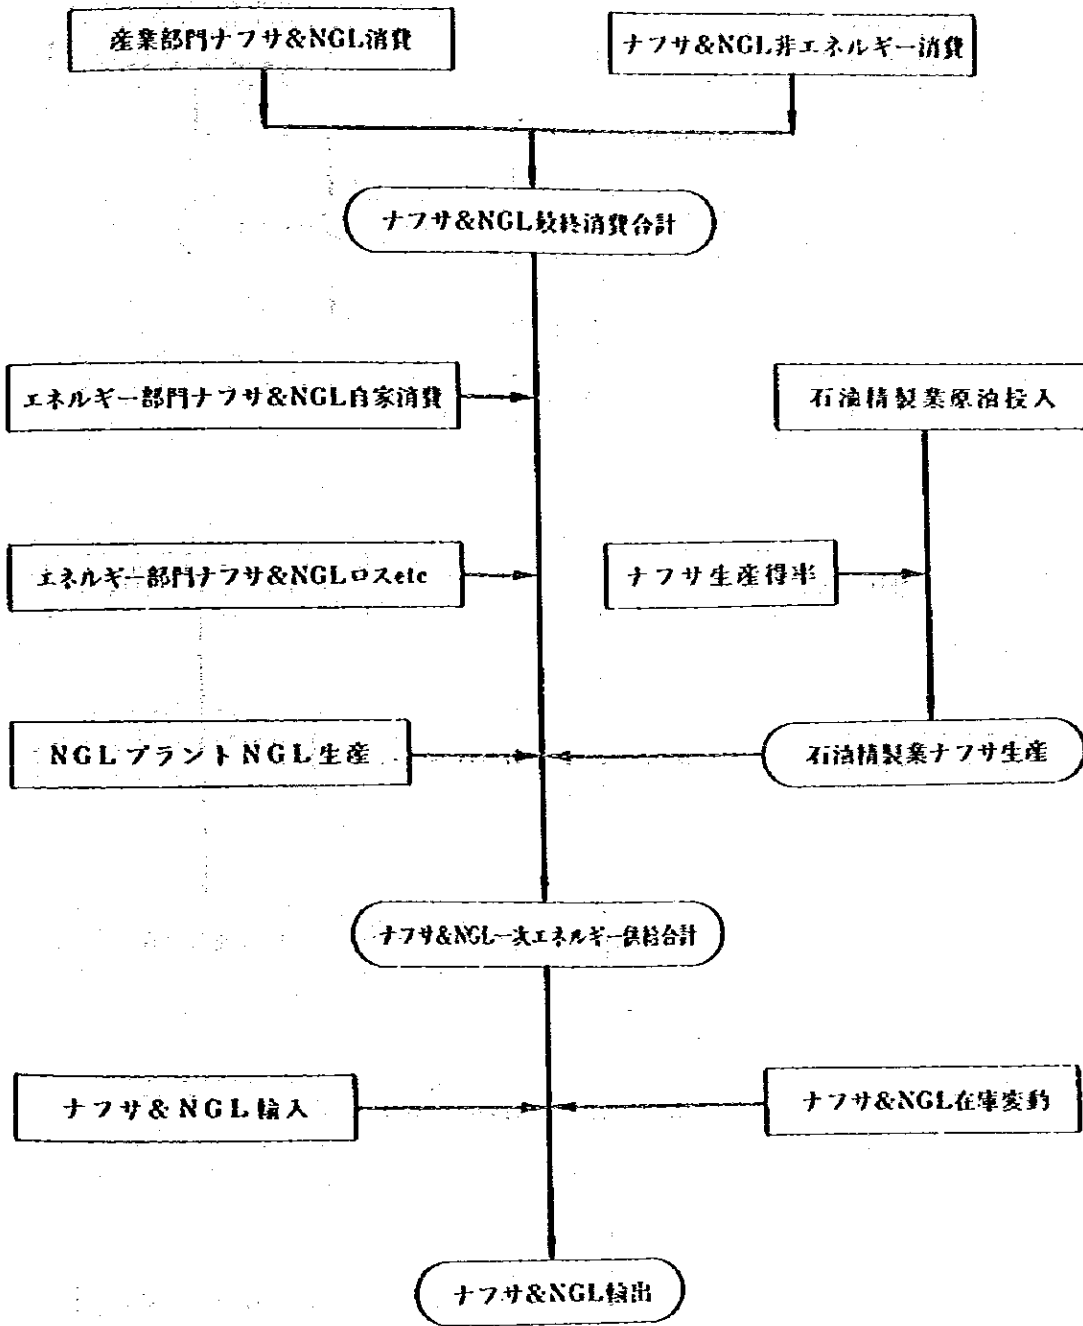 産業部門ナフサ&NGL消費
ナフサ&NGL非エネルギー消費
ナフサ&NGL最終消費合計
エネルギー部門ナフサ&NGL自家消費
石油精製業原油投入
エネルギー部門ナフサ&NGLロスetc
ナフサ生産得率
NGLプラントNGL生産
石油精製業ナフサ生産
ナフサ&NGL一次エネルギー供給合計
ナフサ&NGL輸入
ナフサ&NGL在庫変動
ナフサ&NGL輸出